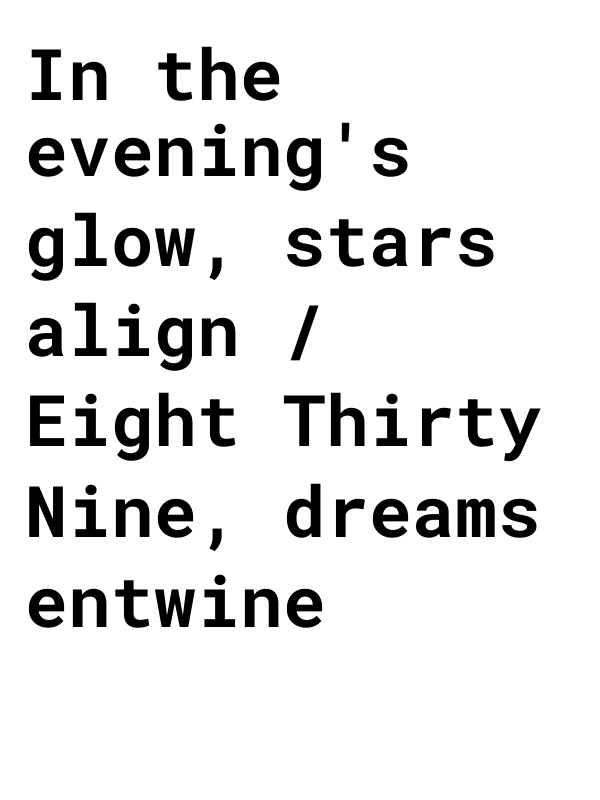 In the
evening's
glow, stars
align /
Eight Thirty
Nine, dreams
entwine